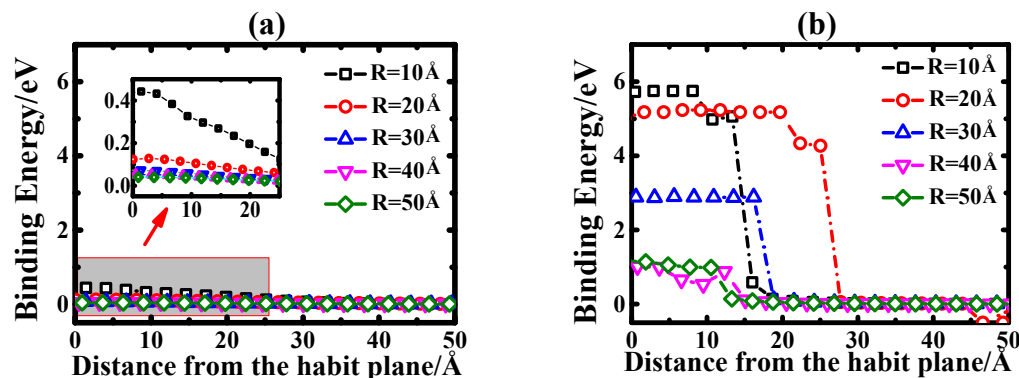 (a)
Binding Energy/eV
6
4
2
0
0.4
0.2
0.0
0 10 20
R=10Å
R=20Å
R=30Å
R=40Å
R=50Å
0 10 20 30 40 50
Distance from the habit plane/Å
(b)
Binding Energy/eV
6
4
2
0
R=10Å
R=20Å
R=30Å
R=40Å
R=50Å
0 10 20 30 40 50
Distance from the habit plane/Å